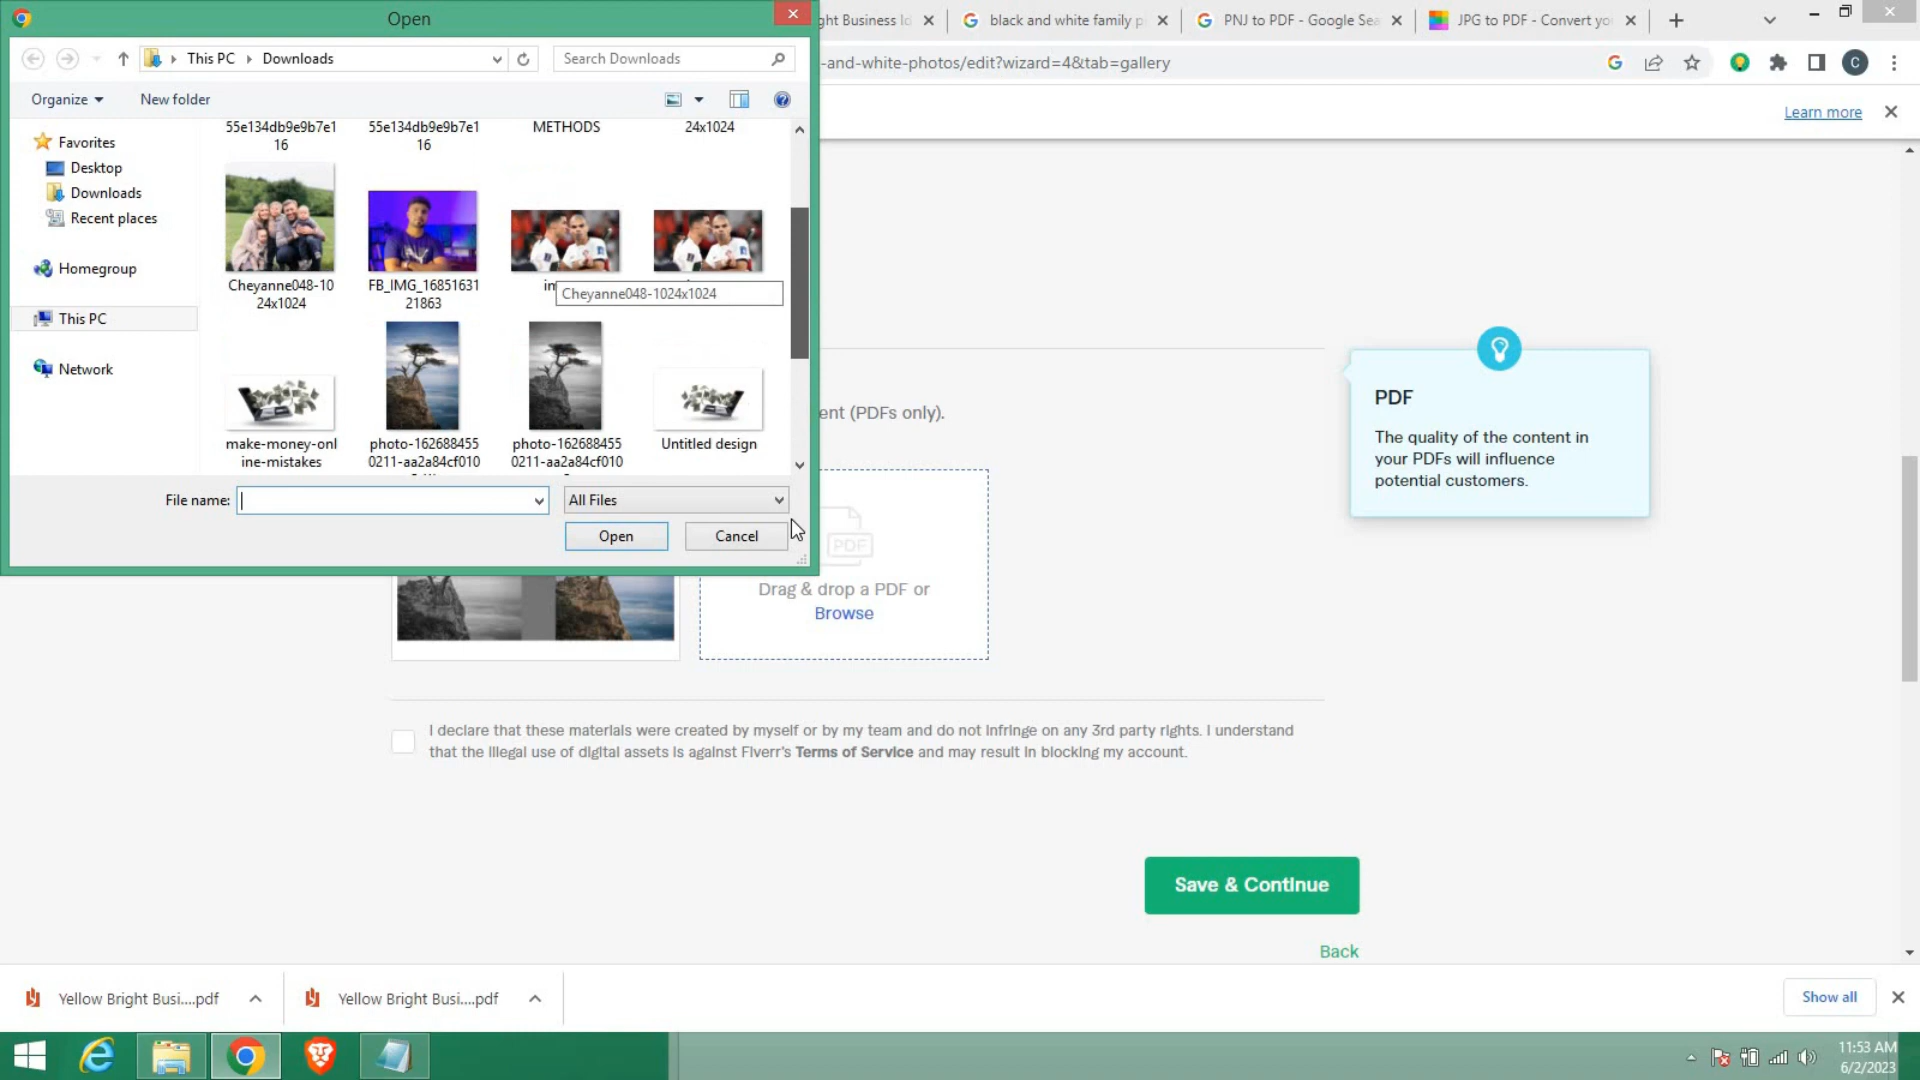 Open
ght Business Id
black and white family p
PNJ to PDF - Google Sea
JPG to PDF - Convert yo
This PC
Downloads
Search Downloads
-and-white-photos/edit?wizard=4&tab=gallery
C
Organize
New folder
Learn more
Favorites
Desktop
Downloads
Recent places
Homegroup
This PC
Network
55e134db9e9b7e1
16
55e134db9e9b7e1
16
METHODS
24x1024
Cheyanne048-10
24x1024
FB_IMG_16851631
21863
Cheyanne048-1024x1024
make-money-onl
ine-mistakes
photo-162688455
0211-aa2a84cf010
photo-162688455
0211-aa2a84cf010
Untitled design
File name:
All Files
Open
Cancel
ent (PDFs only).
PDF
The quality of the content in
your PDFs will influence
potential customers.
PDF
Drag & drop a PDF or
Browse
I declare that these materials were created by myself or by my team and do not infringe on any 3rd party rights. I understand
that the illegal use of digital assets is against Fiverr's Terms of Service and may result in blocking my account.
Save & Continue
Back
Yellow Bright Busi....pdf
Yellow Bright Busi....pdf
Show all
11:53 AM
6/2/2023